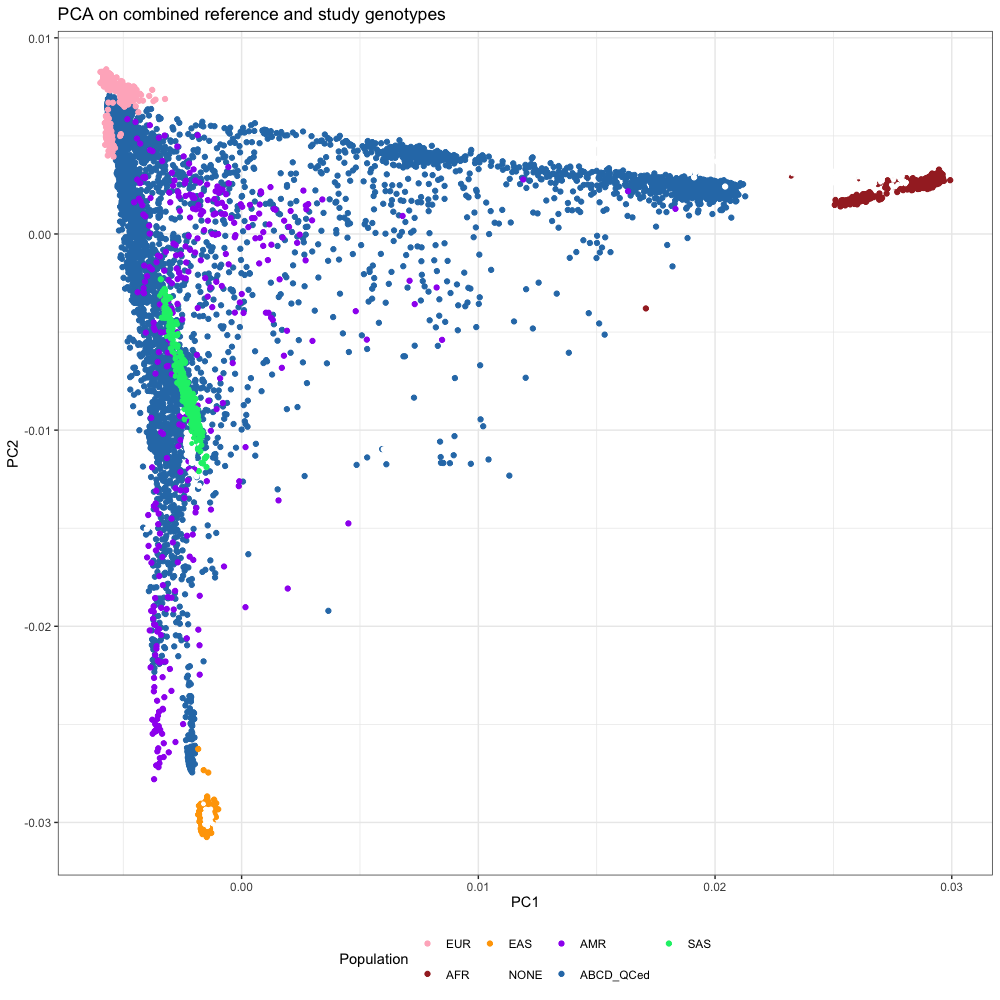 PCA on combined reference and study genotypes
0.01
0.00
-0.01
-0.02
-0.03
PC2
0.00 0.01 0.02 0.03
PC1
Population
EUR EAS AMR SAS
AFR NONE ABCD_QCed